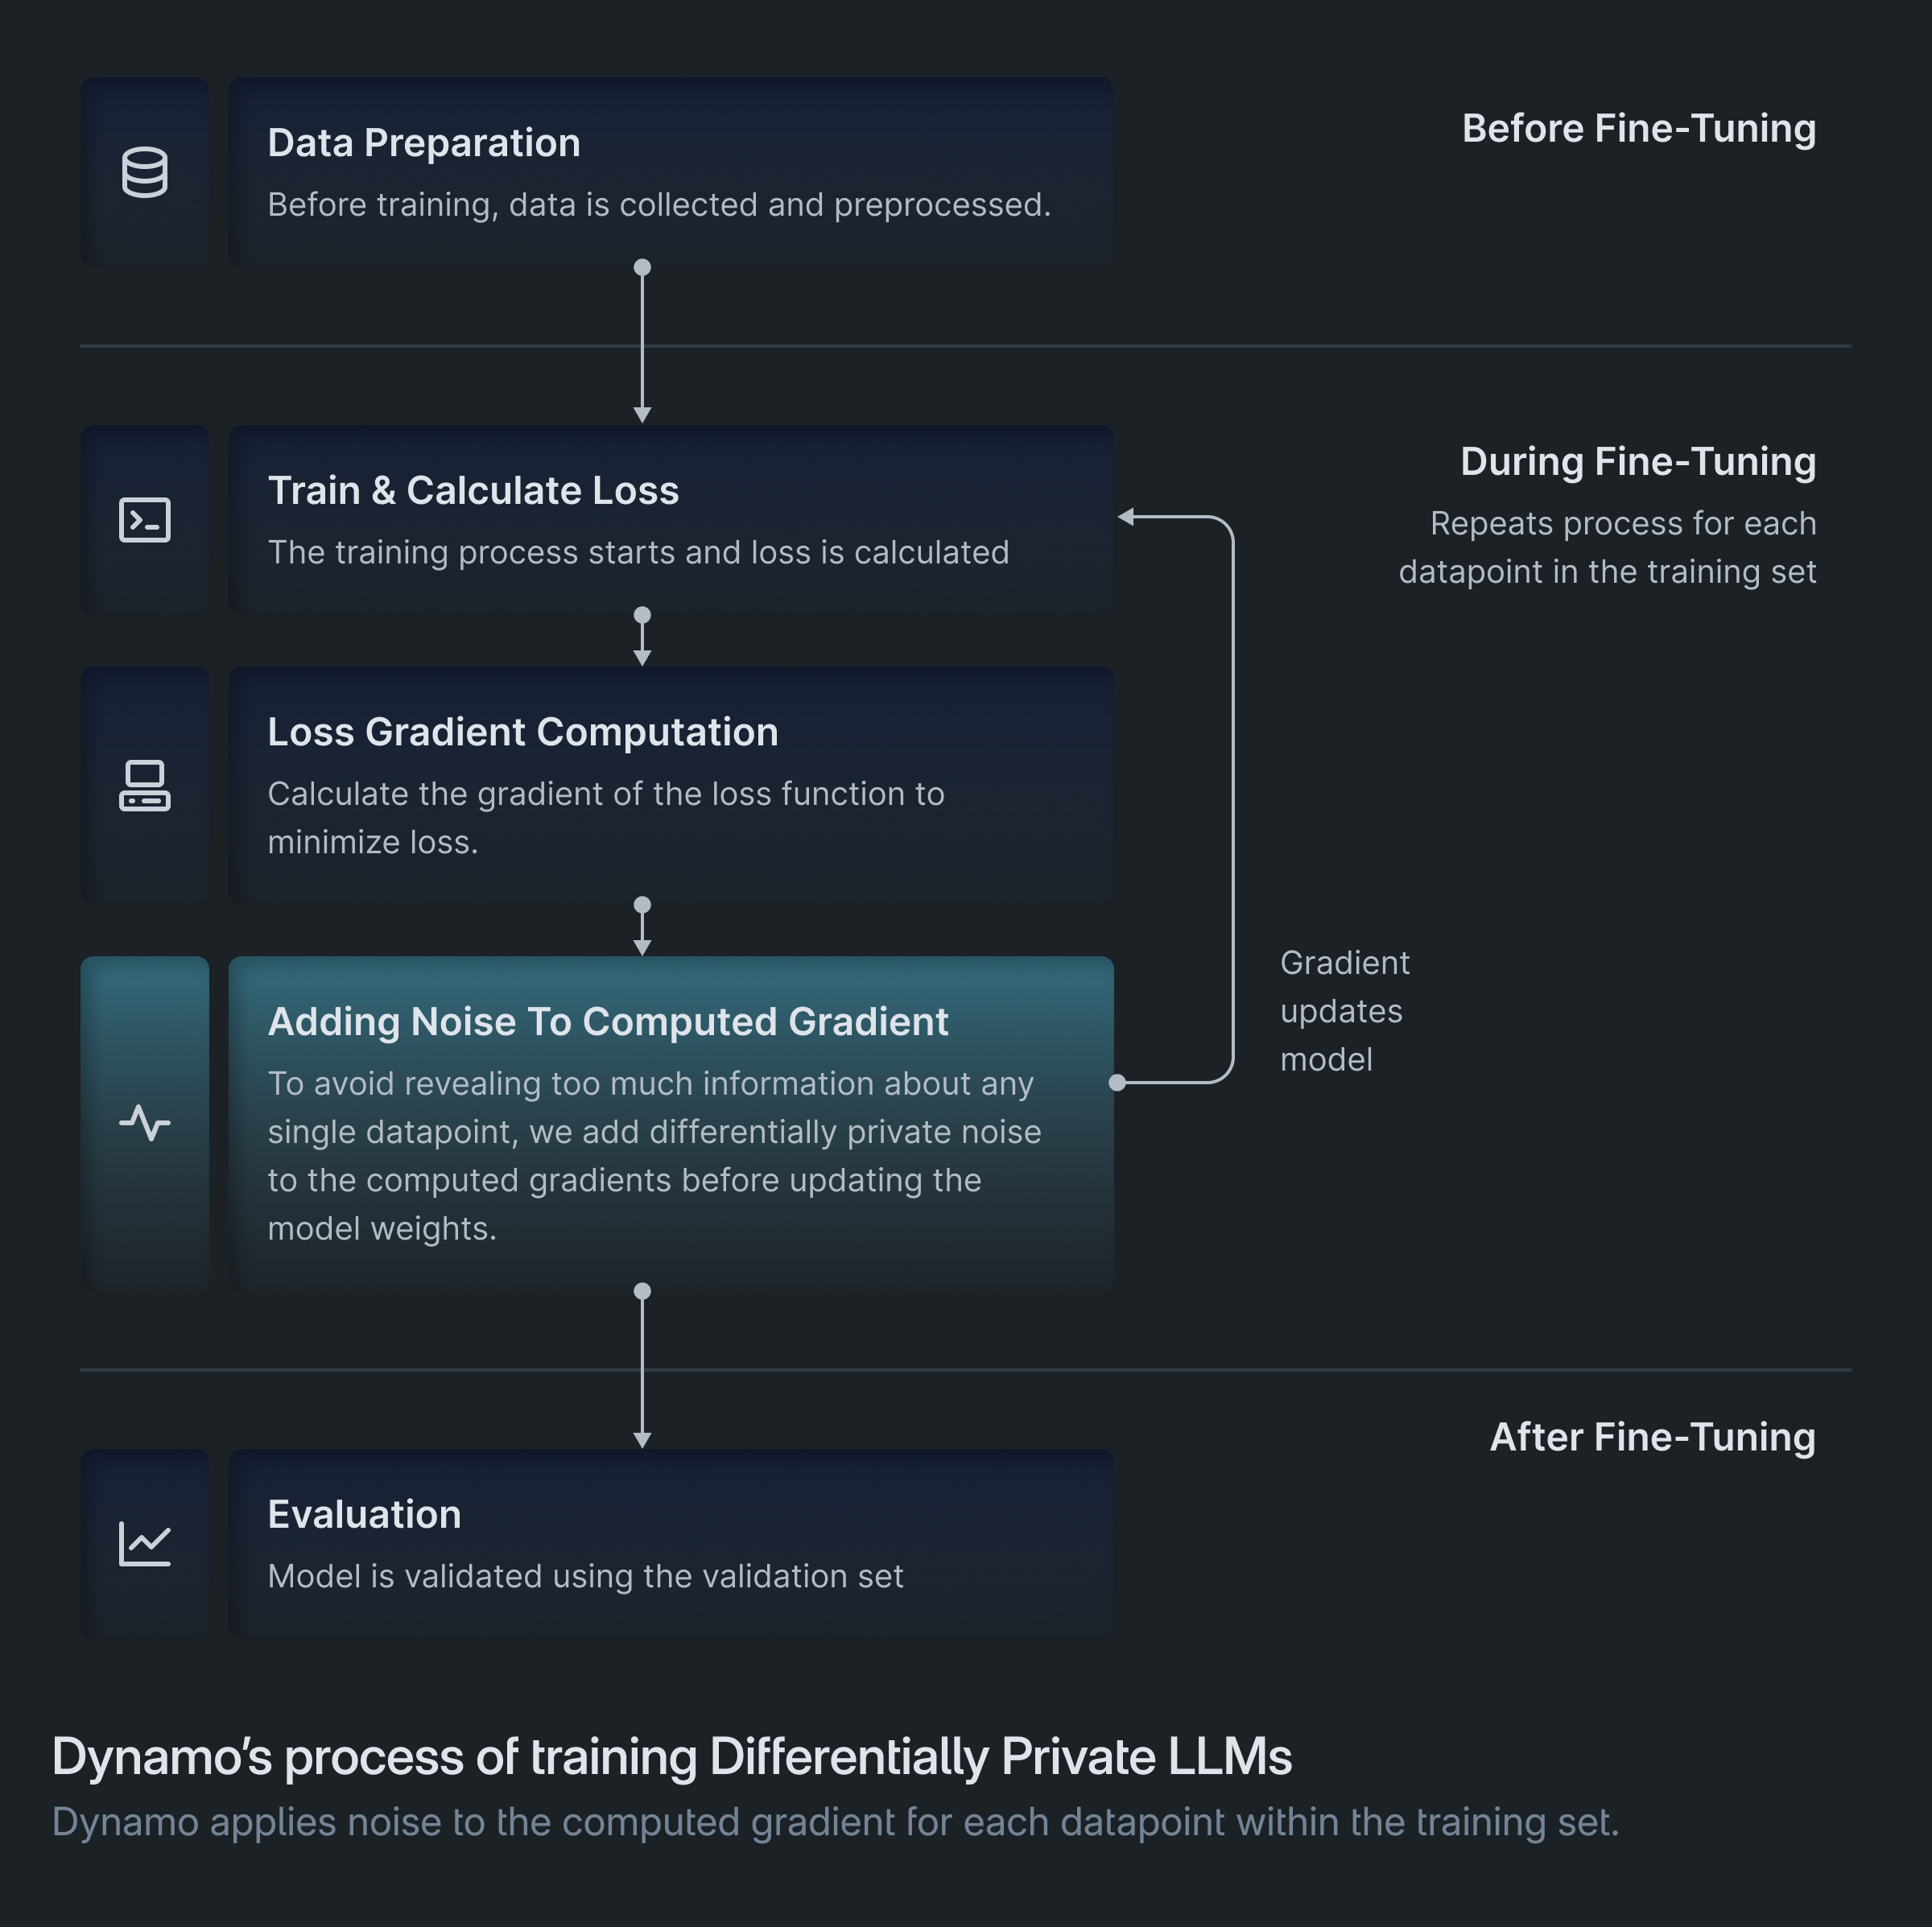 Data Preparation
Before training, data is collected and preprocessed.
Before Fine-Tuning
Train & Calculate Loss
The training process starts and loss is calculated
During Fine-Tuning
Repeats process for each
datapoint in the training set
Loss Gradient Computation
Calculate the gradient of the loss function to
minimize loss.
Adding Noise To Computed Gradient
To avoid revealing too much information about any
single datapoint, we add differentially private noise
to the computed gradients before updating the
model weights.
Gradient
updates
model
After Fine-Tuning
Evaluation
Model is validated using the validation set
Dynamo’s process of training Differentially Private LLMs
Dynamo applies noise to the computed gradient for each datapoint within the training set.